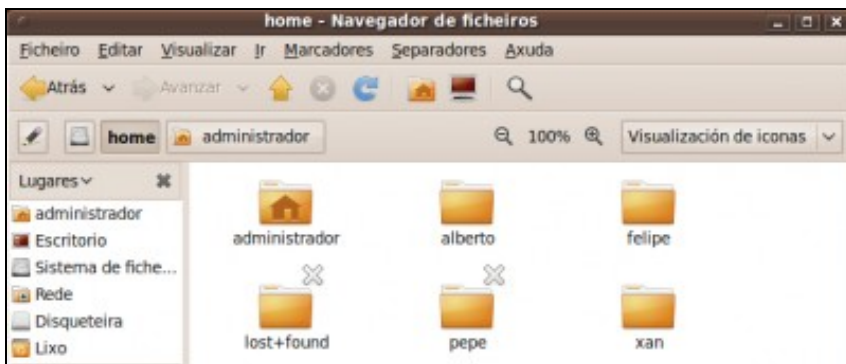 home - Navegador de ficheiros
Ficheiro Editar Visualizar Ir Marcadores Separadores Axuda
Atrás Avanzar
home administrador 100% Visualización de iconas
Lugares
administrador
Escritorio
Sistema de fiche...
Rede
Disqueteira
Lixo
administrador alberto felipe
lost+found pepe xan